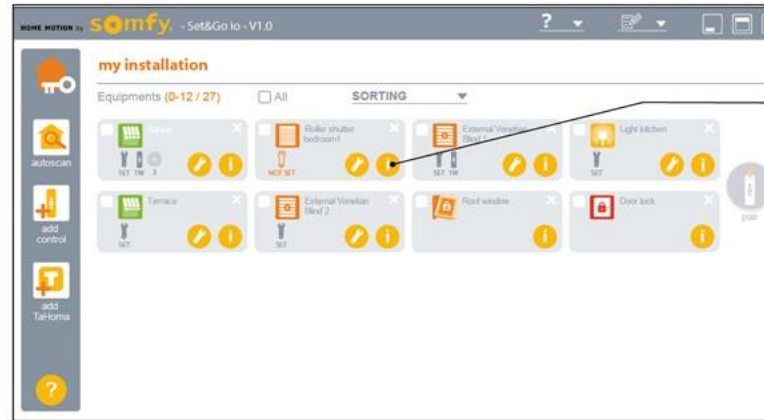 HOME MOTION by somfy. - Set&Go io - V1.0
?
my installation
Equipments (0-12 / 27) All SORTING
Roller shutter bedroom1
NOT SET
External Venetian Blind 1
SET 1W
Light kitchen
SET
SET 1W 3
autoscan
Terrace
SET
External Venetian Blind 2
SET
Roof window
Door lock
pair
add
control
add
TaHoma
?